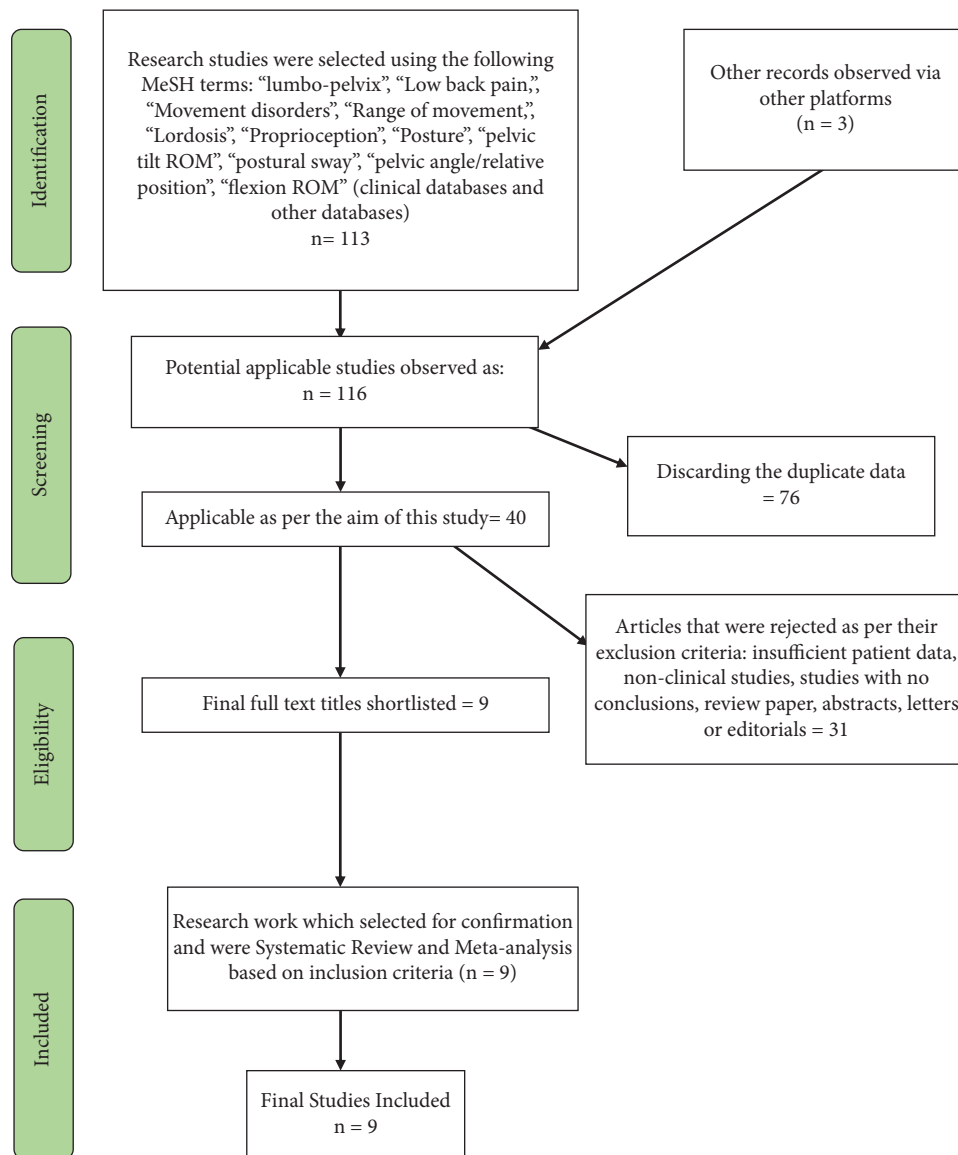 Identification
Research studies were selected using the following
MeSH terms: “lumbo-pelvix”, “Low back pain,”,
“Movement disorders”, “Range of movement,”,
“Lordosis”, “Proprioception”, “Posture”, “pelvic
tilt ROM”, “postural sway”, “pelvic angle/relative
position”, “flexion ROM” (clinical databases and
other databases)
n= 113
Other records observed via
other platforms
(n = 3)
Screening
Potential applicable studies observed as:
n = 116
Discarding the duplicate data
= 76
Applicable as per the aim of this study= 40
Articles that were rejected as per their
exclusion criteria: insufficient patient data,
non-clinical studies, studies with no
conclusions, review paper, abstracts, letters
or editorials = 31
Eligibility
Final full text titles shortlisted = 9
Included
Research work which selected for confirmation
and were Systematic Review and Meta-analysis
based on inclusion criteria (n = 9)
Final Studies Included
n = 9